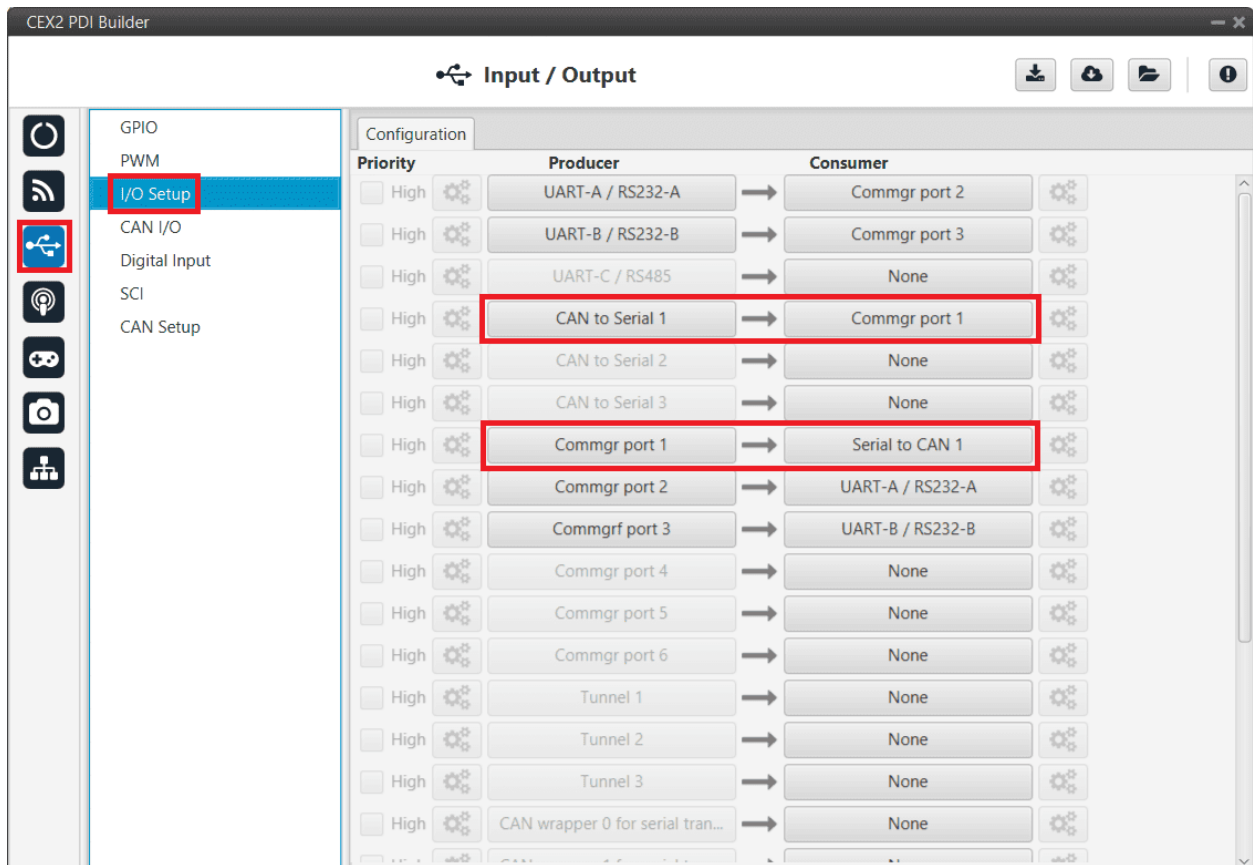 CEX2 PDI Builder
Input / Output
GPIO
PWM
I/O Setup
CAN I/O
Digital Input
SCI
CAN Setup
Configuration
Priority Producer Consumer
High UART-A / RS232-A Commgr port 2
High UART-B / RS232-B Commgr port 3
High UART-C / RS485 None
High CAN to Serial 1 Commgr port 1
High CAN to Serial 2 None
High CAN to Serial 3 None
High Commgr port 1 Serial to CAN 1
High Commgr port 2 UART-A / RS232-A
High Commgrf port 3 UART-B / RS232-B
High Commgr port 4 None
High Commgr port 5 None
High Commgr port 6 None
High Tunnel 1 None
High Tunnel 2 None
High Tunnel 3 None
High CAN wrapper 0 for serial tran... None